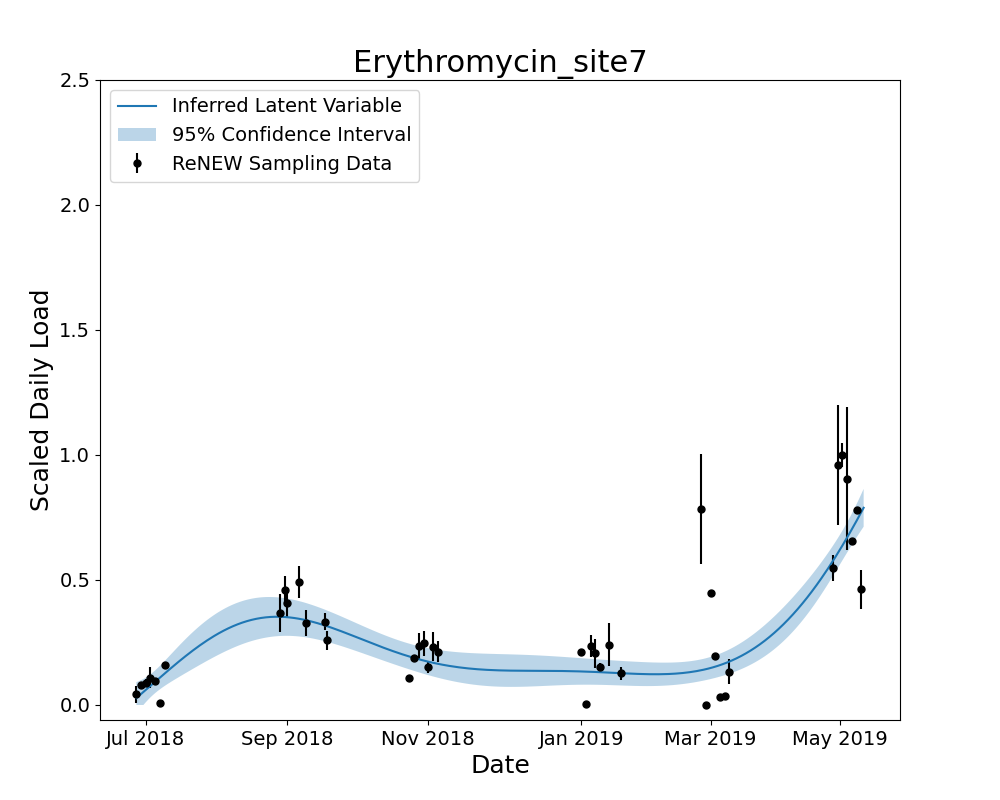 Erythromycin_site7
Inferred Latent Variable
95% Confidence Interval
ReNEW Sampling Data
Scaled Daily Load
2.5
2.0
1.5
1.0
0.5
0.0
Jul 2018 Sep 2018 Nov 2018 Jan 2019 Mar 2019 May 2019
Date